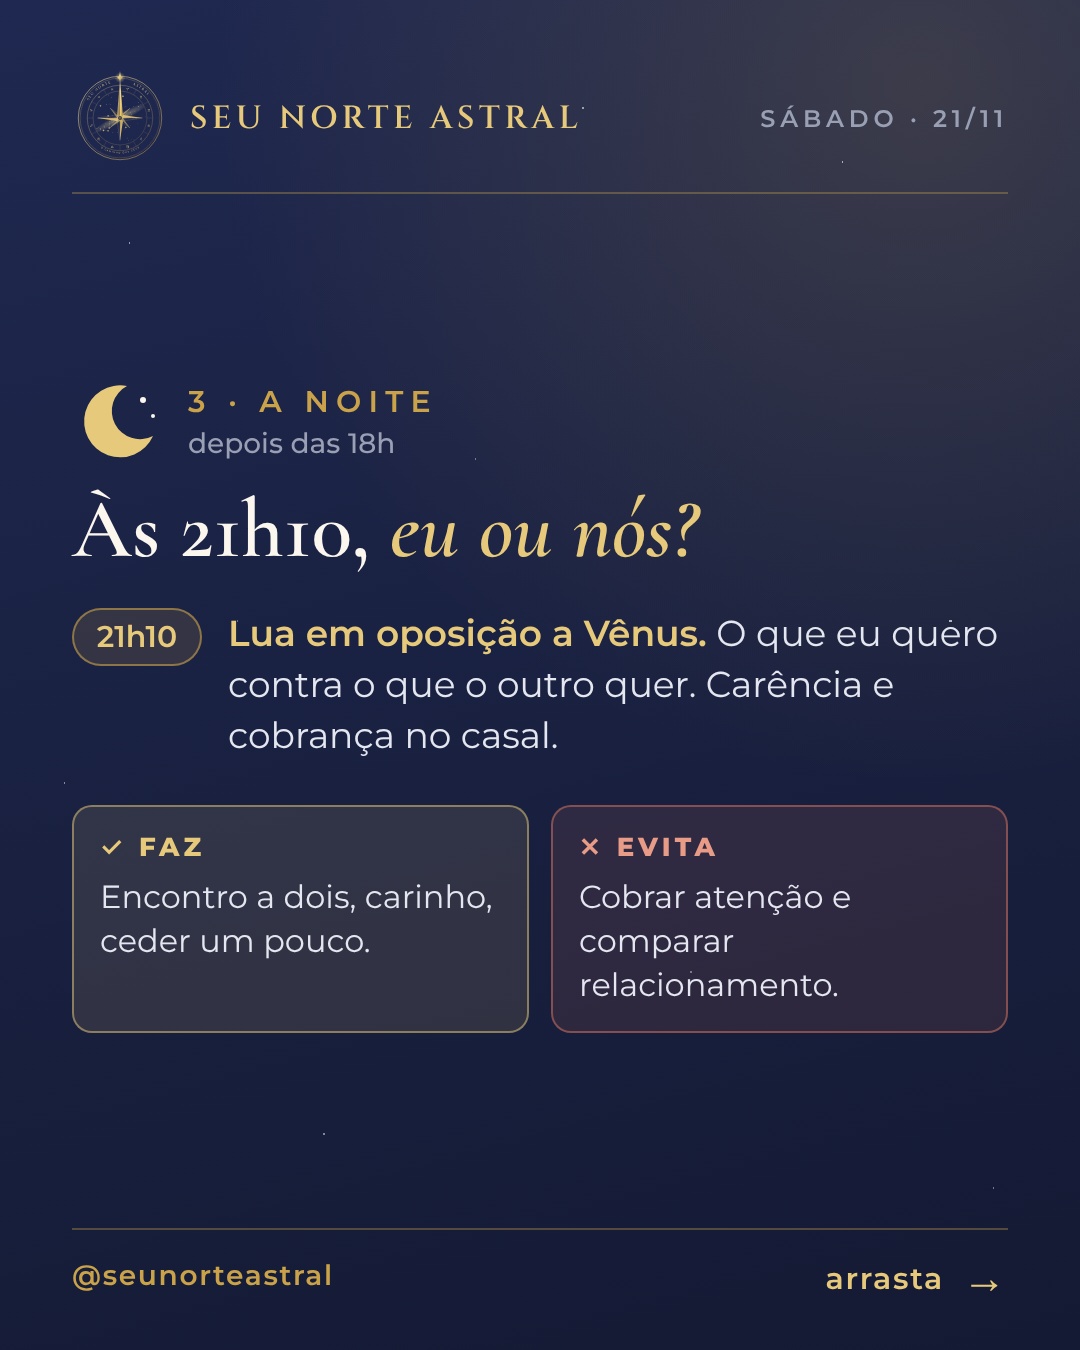 SEU NORTE ASTRAL
SÁBADO · 21/11
3 · A NOITE
depois das 18h
Às 21h10, eu ou nós?
21h10
Lua em oposição a Vênus. O que eu quero
contra o que o outro quer. Carência e
cobrança no casal.
✓ FAZ
Encontro a dois, carinho,
ceder um pouco.
✕ EVITA
Cobrar atenção e
comparar
relacionamento.
@seunorteastral
arrasta →